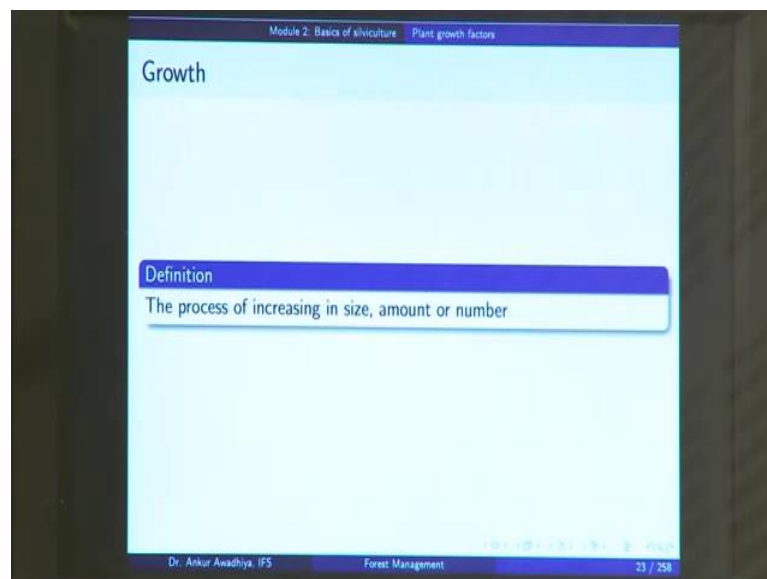 Module 2: Basics of silviculture Plant growth factors
Growth
Definition
The process of increasing in size, amount or number
Dr. Ankur Awadhiya, IFS Forest Management 23 / 258